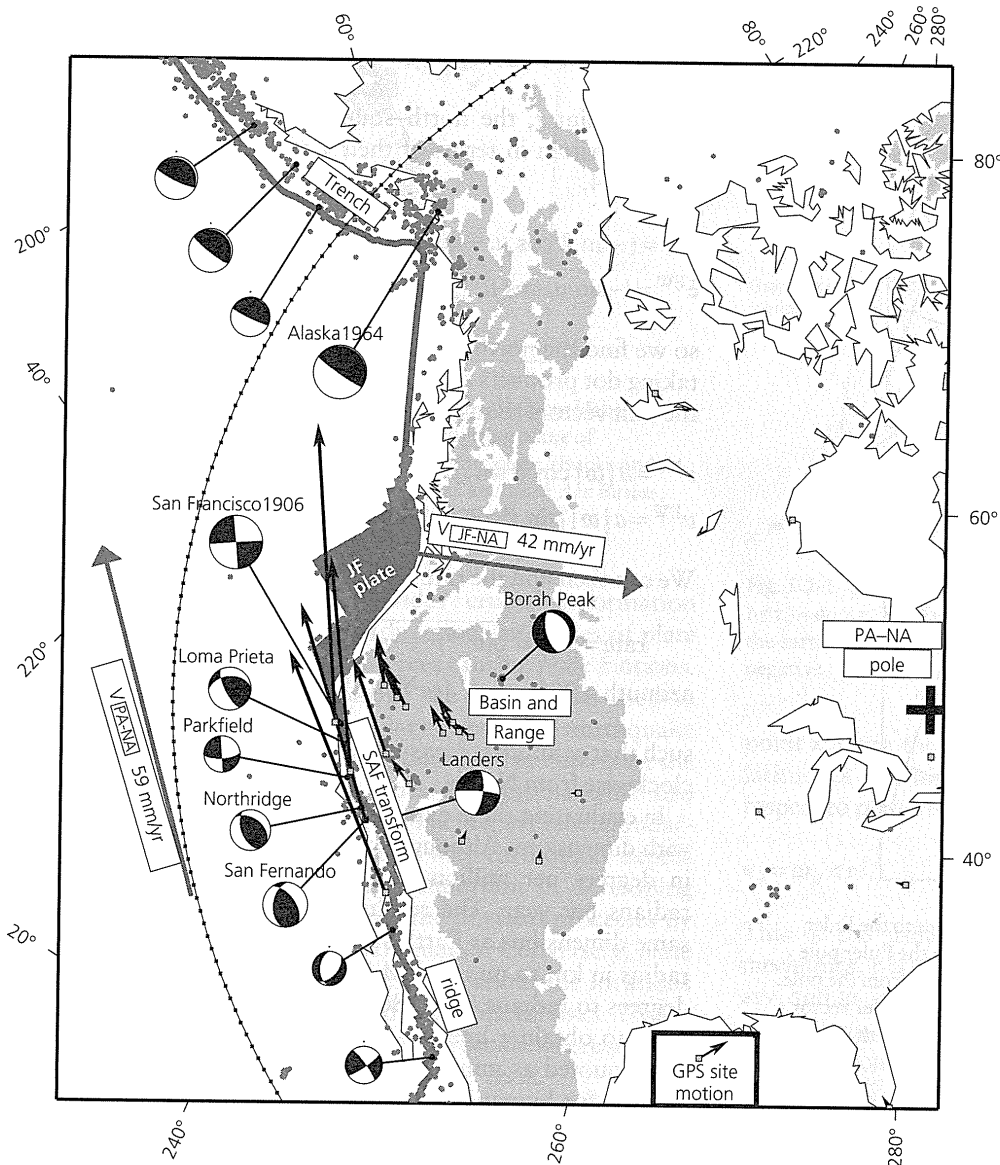 60°
80°
220°
240°
260°
280°
80°
Trench
200°
Alaska1964
40°
San Francisco1906
V JF-NA 42 mm/yr
60°
JF
plate
Borah Peak
PA–NA
pole
220°
Loma Prieta
Basin and
Range
Parkfield
V PA-NA 59 mm/yr
SAF transform
Landers
Northridge
San Fernando
40°
20°
ridge
GPS site
motion
240°
260°
280°